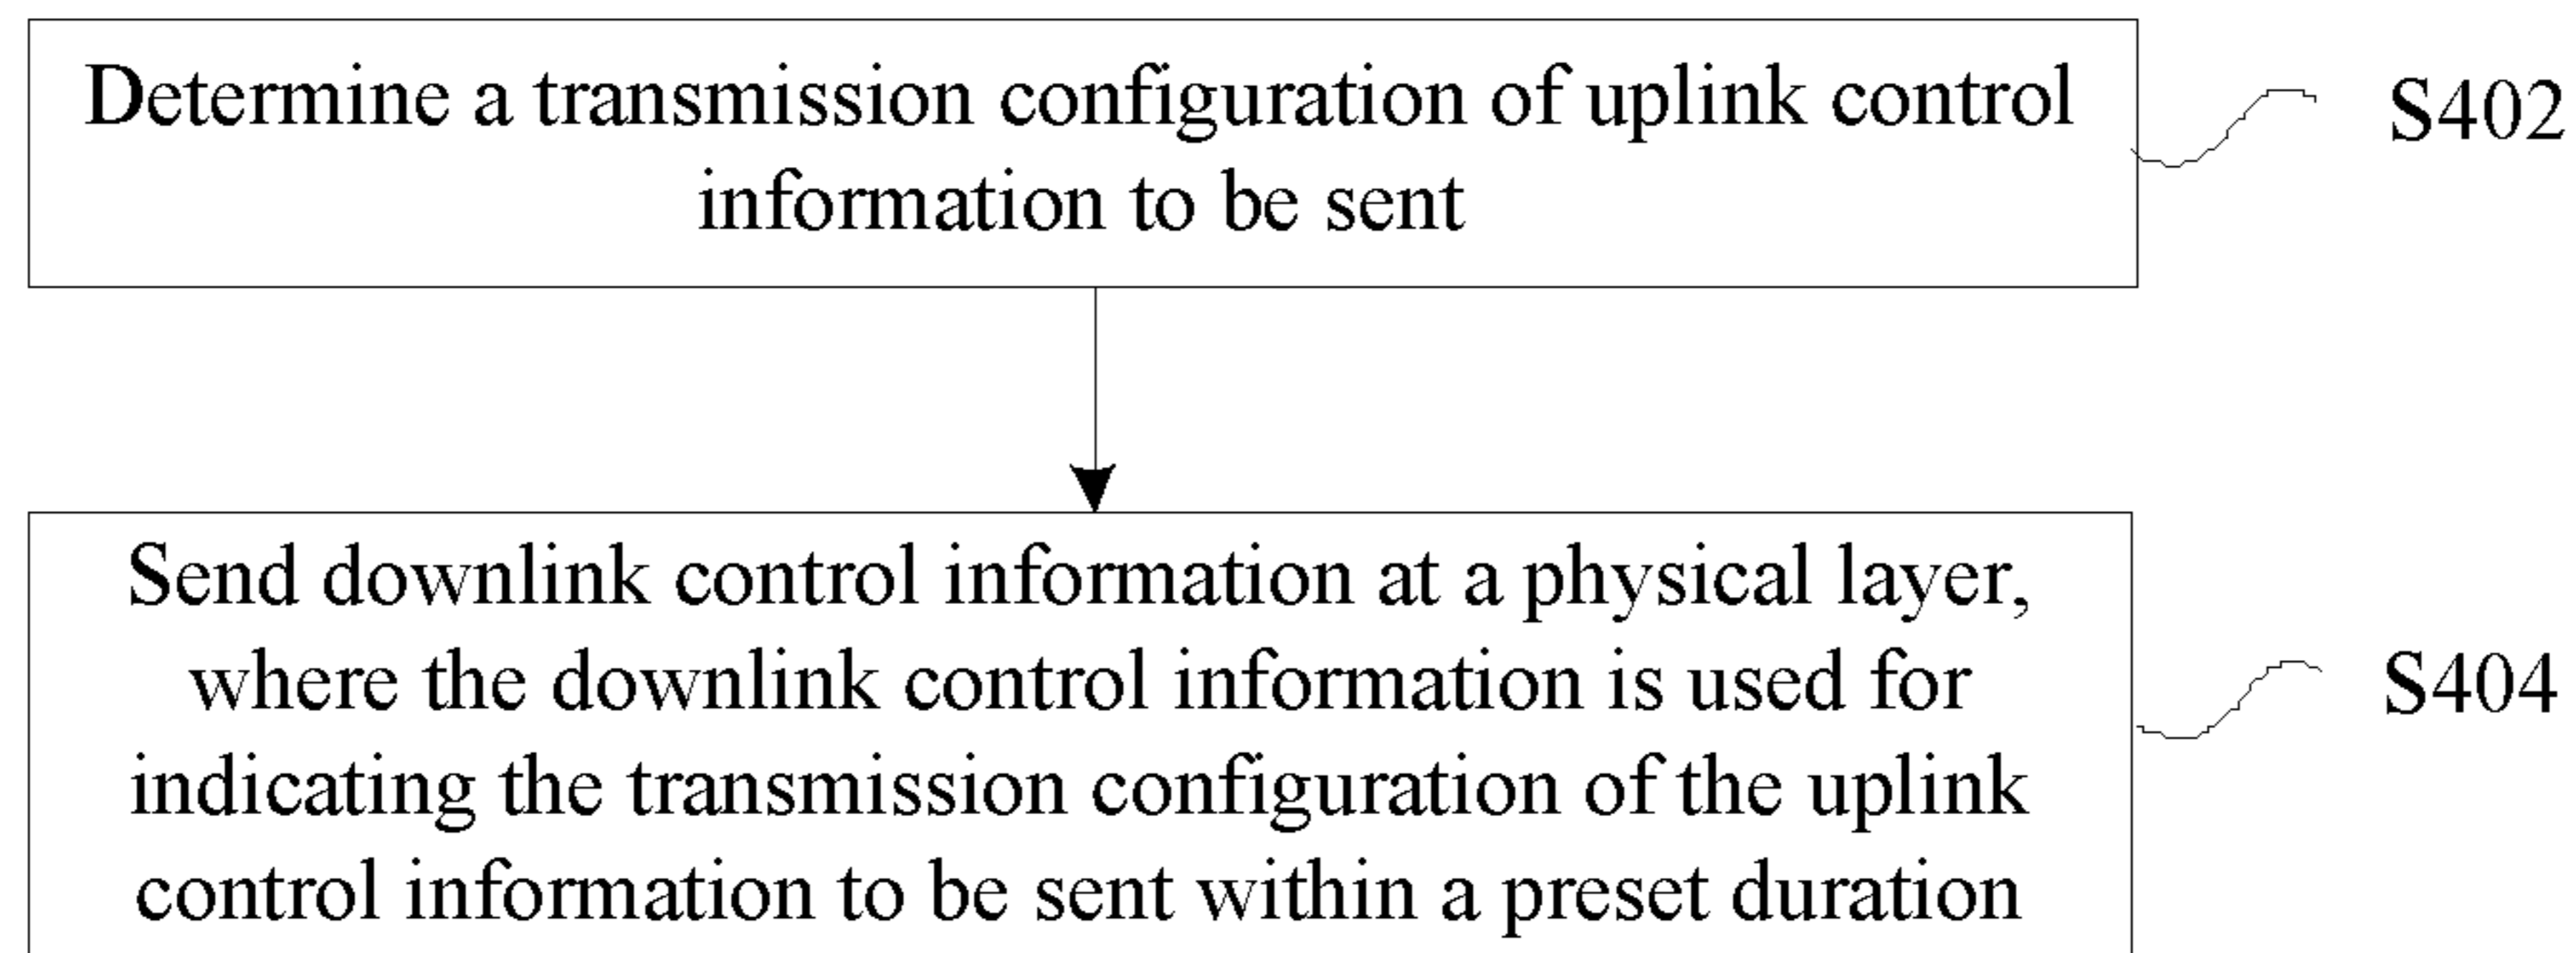 Determine a transmission configuration of uplink control
information to be sent
S402
Send downlink control information at a physical layer,
where the downlink control information is used for
indicating the transmission configuration of the uplink
control information to be sent within a preset duration
S404